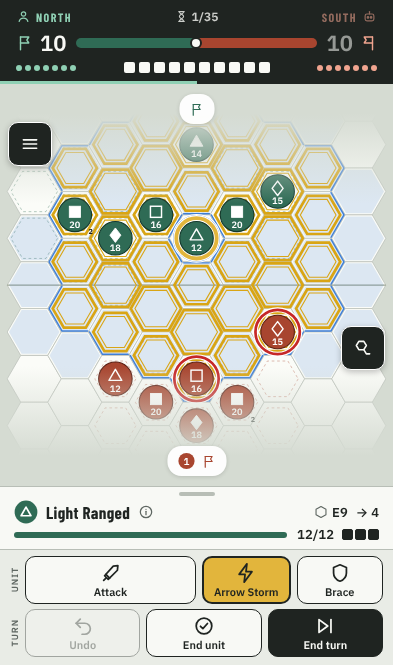 NORTH
1/35
SOUTH
10
10
14
15
20
2
18
16
12
20
15
12
16
20
20
2
18
1
Light Ranged
E9
→ 4
12/12
UNIT
Attack
Arrow Storm
Brace
TURN
Undo
End unit
End turn